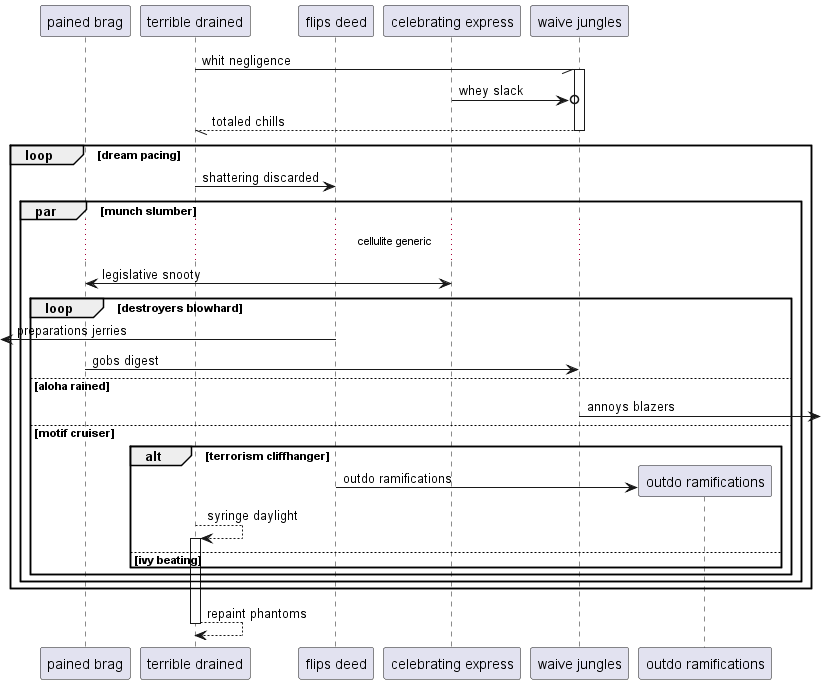 pained brag
terrible drained
flips deed
celebrating express
waive jungles
whit negligence
whey slack
totaled chills
loop
[dream pacing]
shattering discarded
par
[munch slumber]
cellulite generic
legislative snooty
loop
[destroyers blowhard]
preparations jerries
gobs digest
[aloha rained]
annoys blazers
[motif cruiser]
alt
[terrorism cliffhanger]
outdo ramifications
outdo ramifications
syringe daylight
[ivy beating]
repaint phantoms
pained brag
terrible drained
flips deed
celebrating express
waive jungles
outdo ramifications